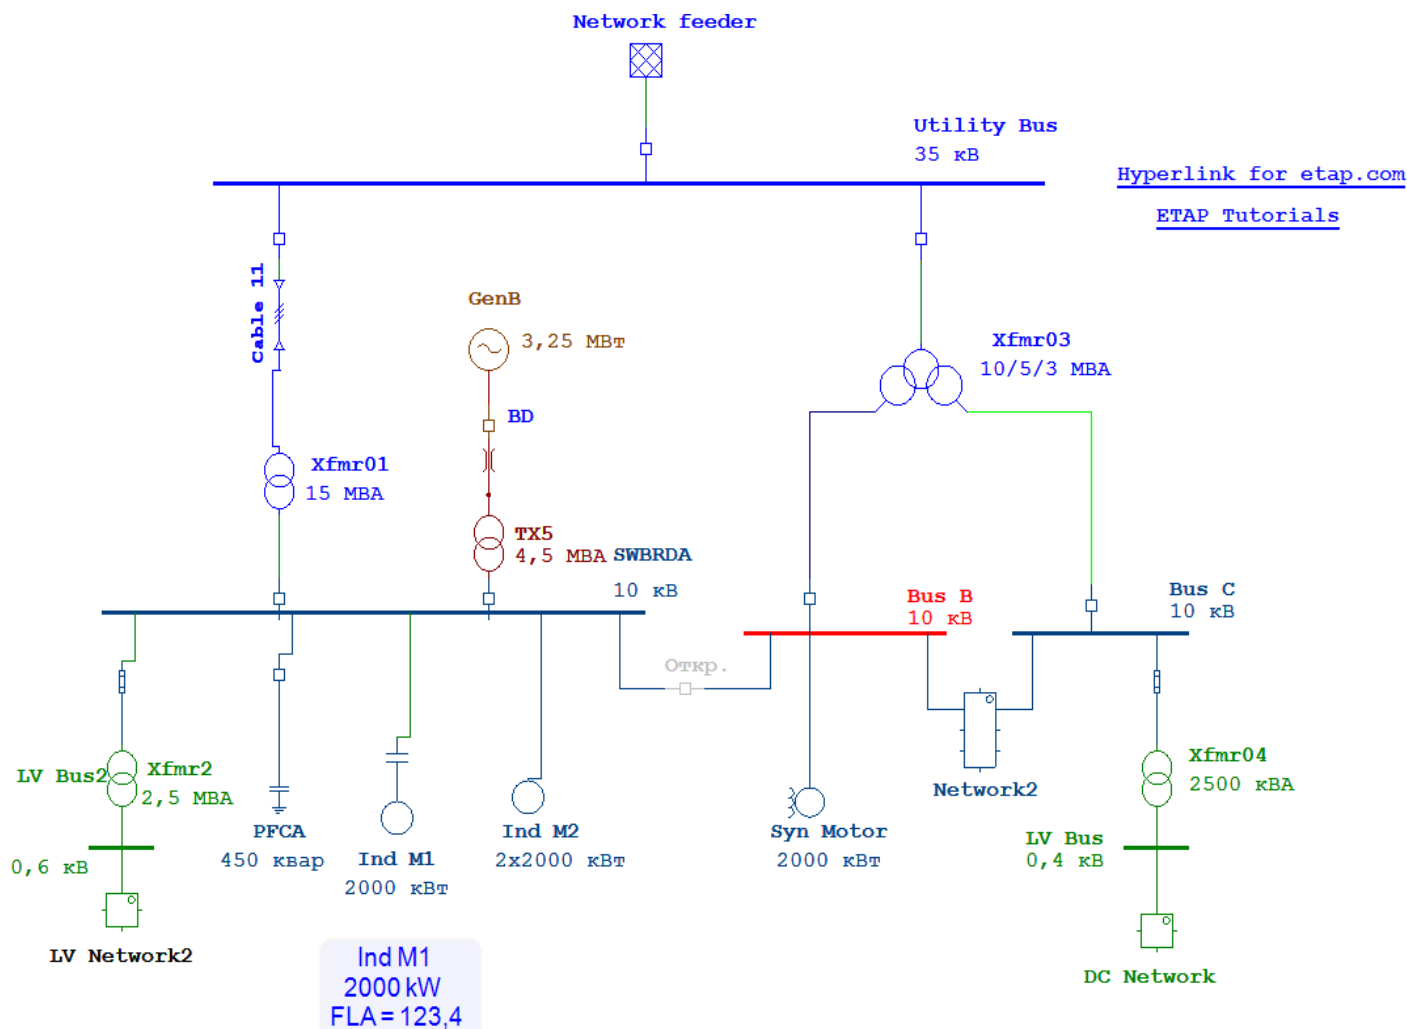 Network feeder
Utility Bus
35 кВ
Hyperlink for etap.com
ETAP Tutorials
Cable 11
GenB
3,25 МВт
BD
Xfmr03
10/5/3 МВА
Xfmr01
15 МВА
TX5
4,5 МВА
SWBRDA
10 кВ
Bus B
10 кВ
Bus C
10 кВ
Откр.
LV Bus2
Xfmr2
2,5 МВА
0,6 кВ
LV Network2
PFCA
450 квар
Ind M1
2000 кВт
Ind M2
2x2000 кВт
Syn Motor
2000 кВт
Network2
Xfmr04
2500 кВА
LV Bus
0,4 кВ
DC Network
Ind M1
2000 kW
FLA = 123,4